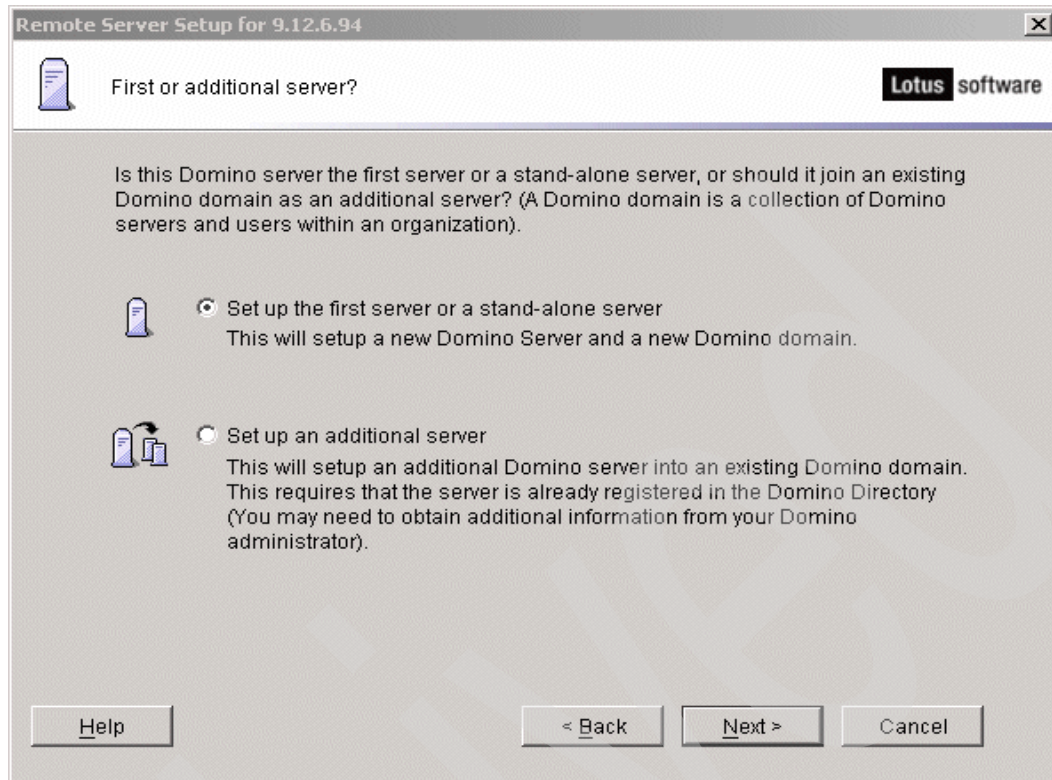 Remote Server Setup for 9.12.6.94
First or additional server?
Lotus software
Is this Domino server the first server or a stand-alone server, or should it join an existing
Domino domain as an additional server? (A Domino domain is a collection of Domino
servers and users within an organization).
Set up the first server or a stand-alone server
This will setup a new Domino Server and a new Domino domain.
Set up an additional server
This will setup an additional Domino server into an existing Domino domain.
This requires that the server is already registered in the Domino Directory
(You may need to obtain additional information from your Domino
administrator).
Help
< Back
Next >
Cancel